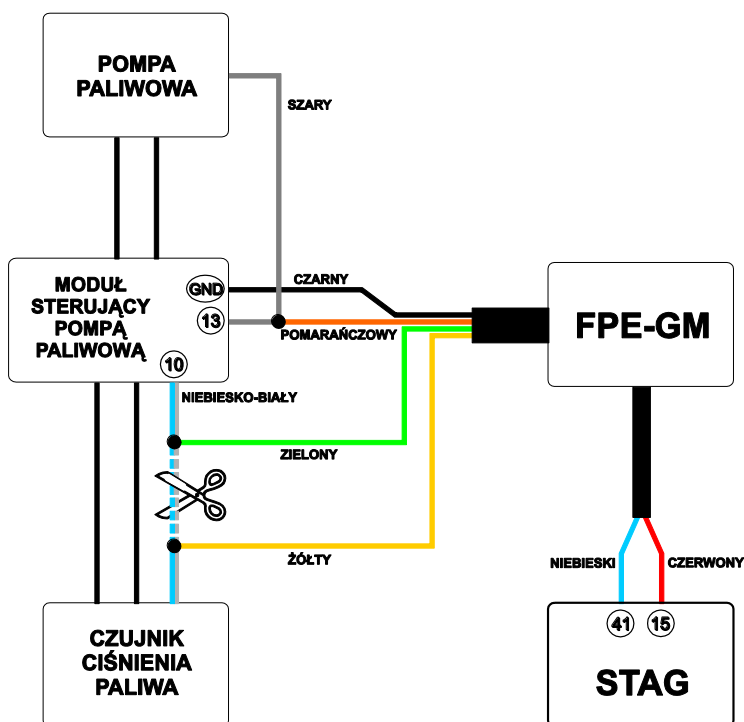 POMPA
PALIWOWA
SZARY
MODUŁ
STERUJĄCY
POMPĄ
PALIWOWĄ
GND
13
10
CZARNY
POMARAŃCZOWY
FPE-GM
NIEBIESKO-BIAŁY
ZIELONY
ŻÓŁTY
NIEBIESKI
CZERWONY
CZUJNIK
CIŚNIENIA
PALIWA
41
15
STAG